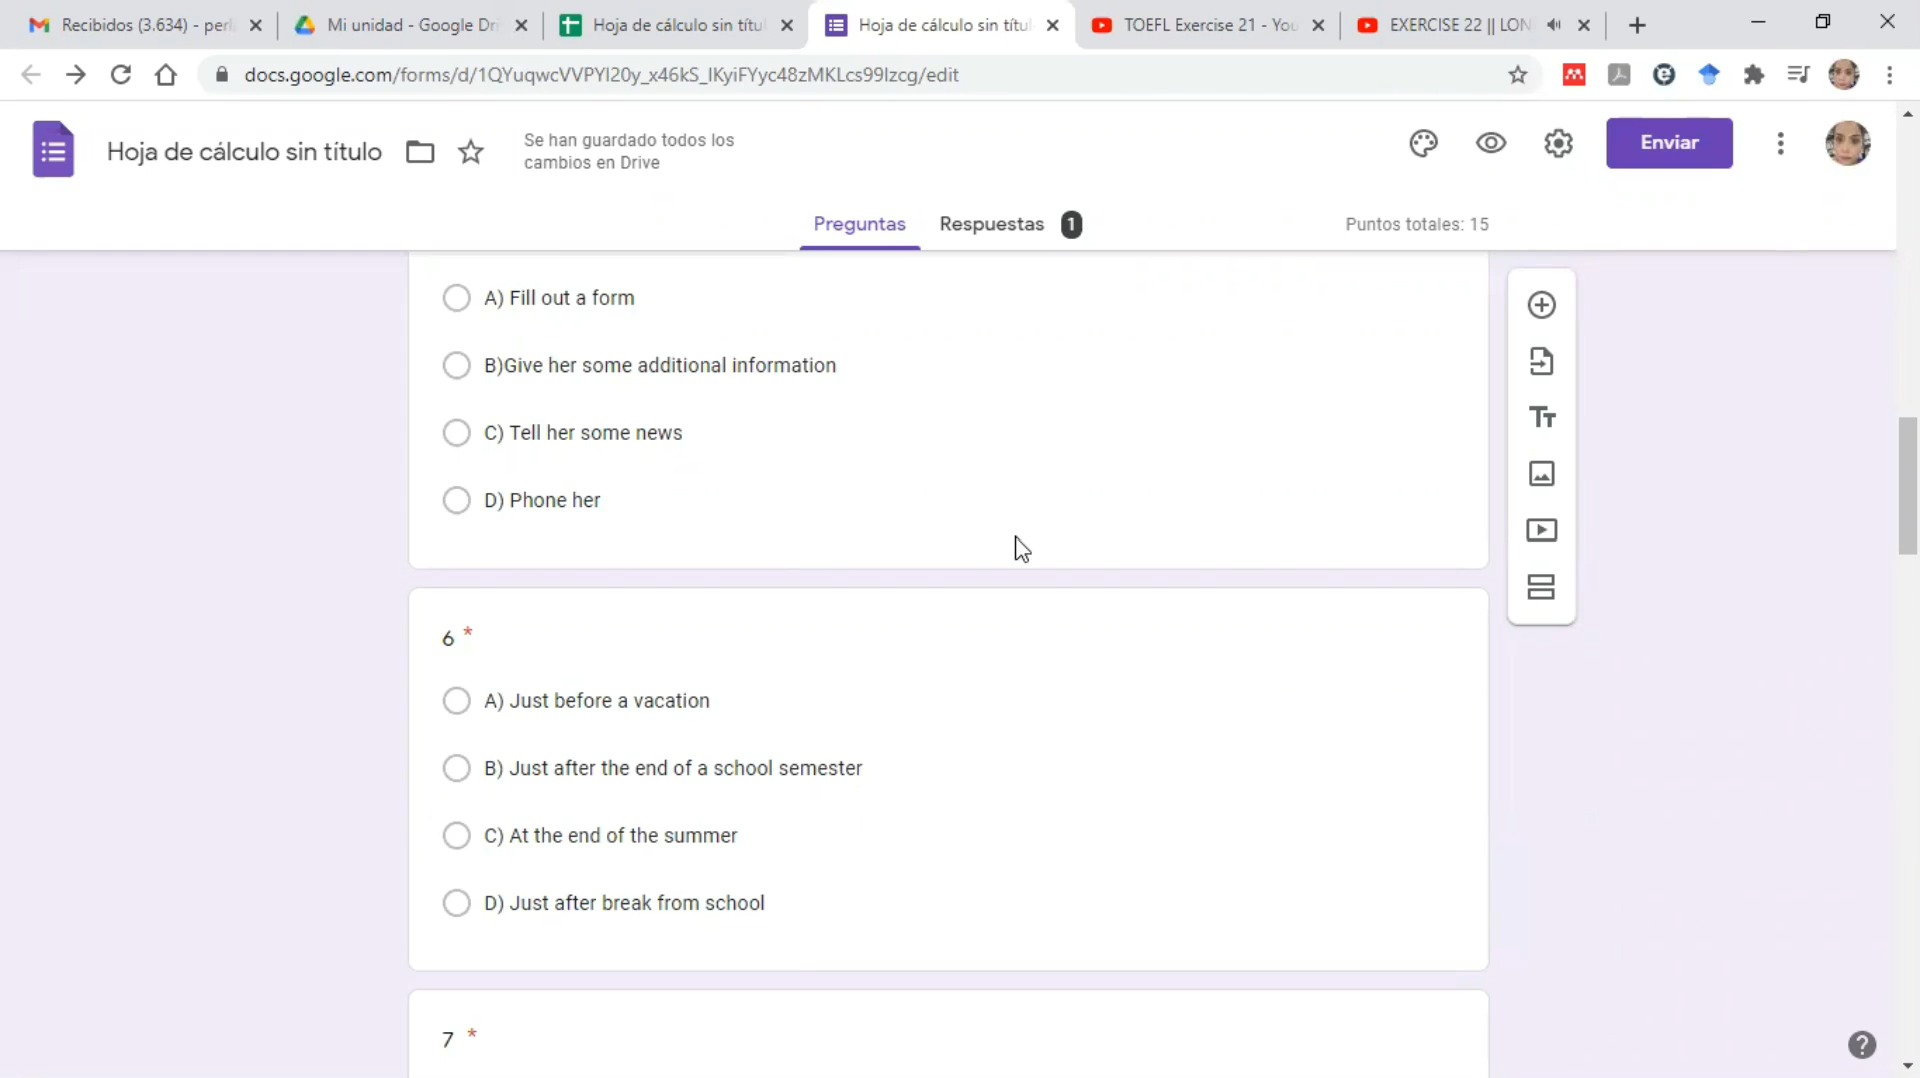 Recibidos (3.634) - perl
Mi unidad - Google Dri
Hoja de cálculo sin títul
Hoja de cálculo sin títul
TOEFL Exercise 21 - You
EXERCISE 22 || LON
docs.google.com/forms/d/1QYuqwcVVPYl20y_x46kS_lKyiFYyc48zMKLcs99lzcg/edit
Hoja de cálculo sin título
Se han guardado todos los
cambios en Drive
Enviar
Preguntas
Respuestas 1
Puntos totales: 15
A) Fill out a form
B)Give her some additional information
C) Tell her some news
D) Phone her
6 *
A) Just before a vacation
B) Just after the end of a school semester
C) At the end of the summer
D) Just after break from school
7 *